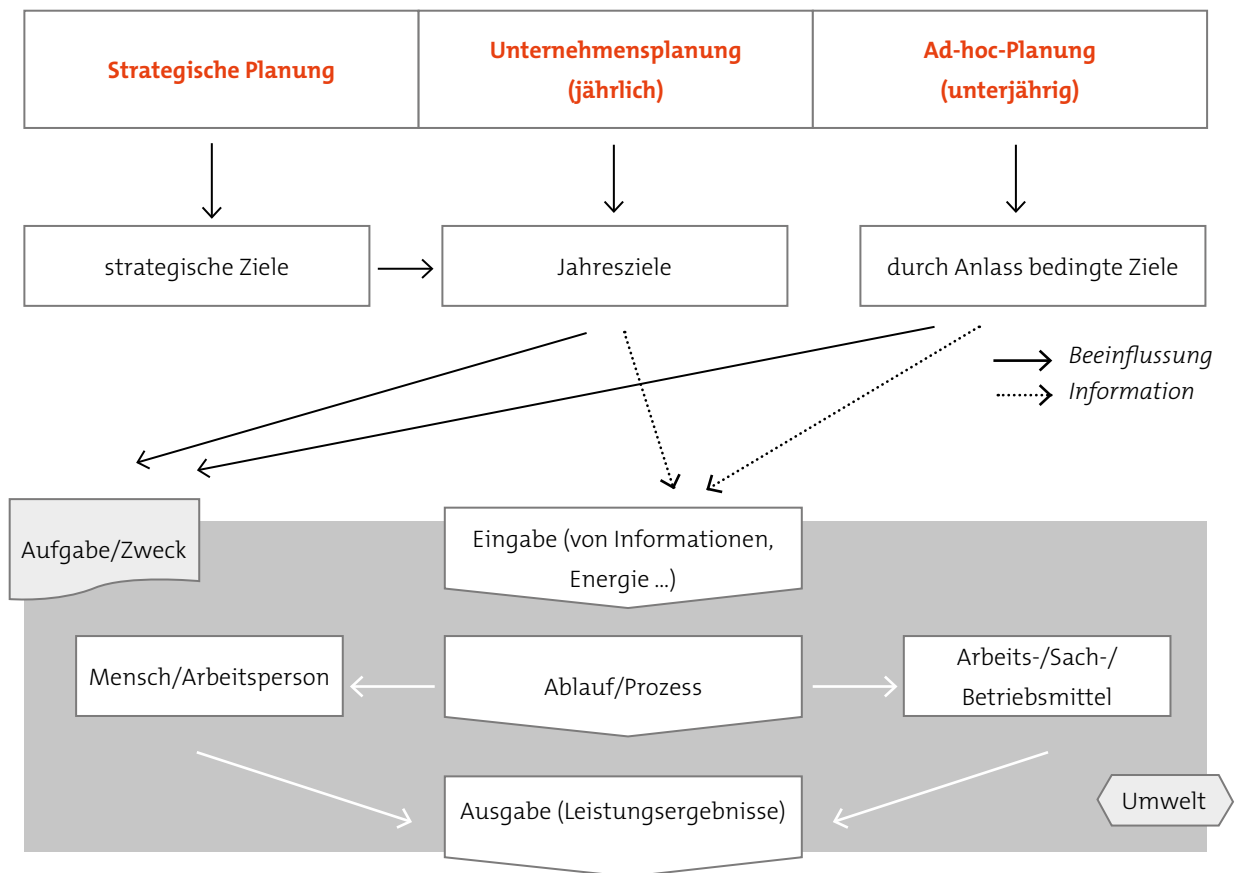 Strategische Planung
Unternehmensplanung
(jährlich)
Ad-hoc-Planung
(unterjährig)
strategische Ziele
Jahresziele
durch Anlass bedingte Ziele
Beeinflussung
Information
Aufgabe/Zweck
Eingabe (von Informationen,
Energie ...)
Mensch/Arbeitsperson
Ablauf/Prozess
Arbeits-/Sach-/
Betriebsmittel
Ausgabe (Leistungsergebnisse)
Umwelt